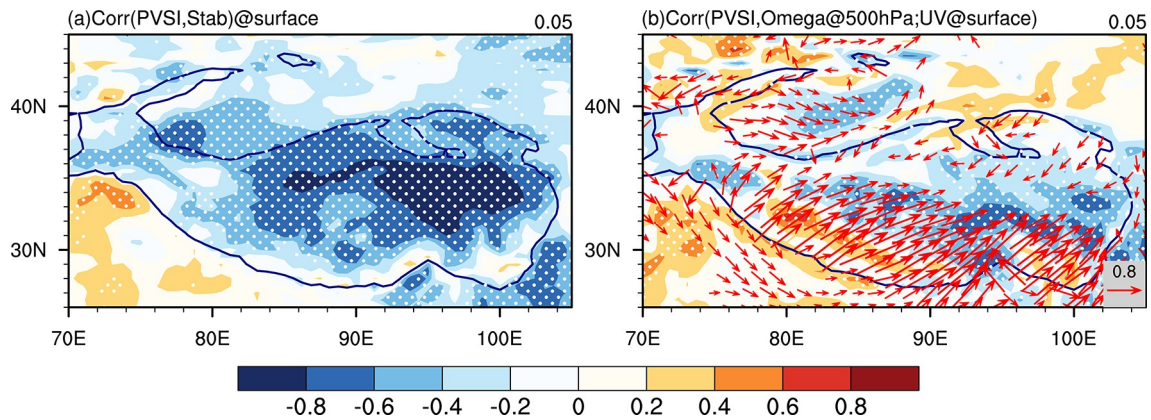 (a)Corr(PVSI,Stab)@surface 0.05
(b)Corr(PVSI,Omega@500hPa;UV@surface) 0.05
40N
30N
70E 80E 90E 100E
0.8
70E 80E 90E 100E
-0.8 -0.6 -0.4 -0.2 0 0.2 0.4 0.6 0.8